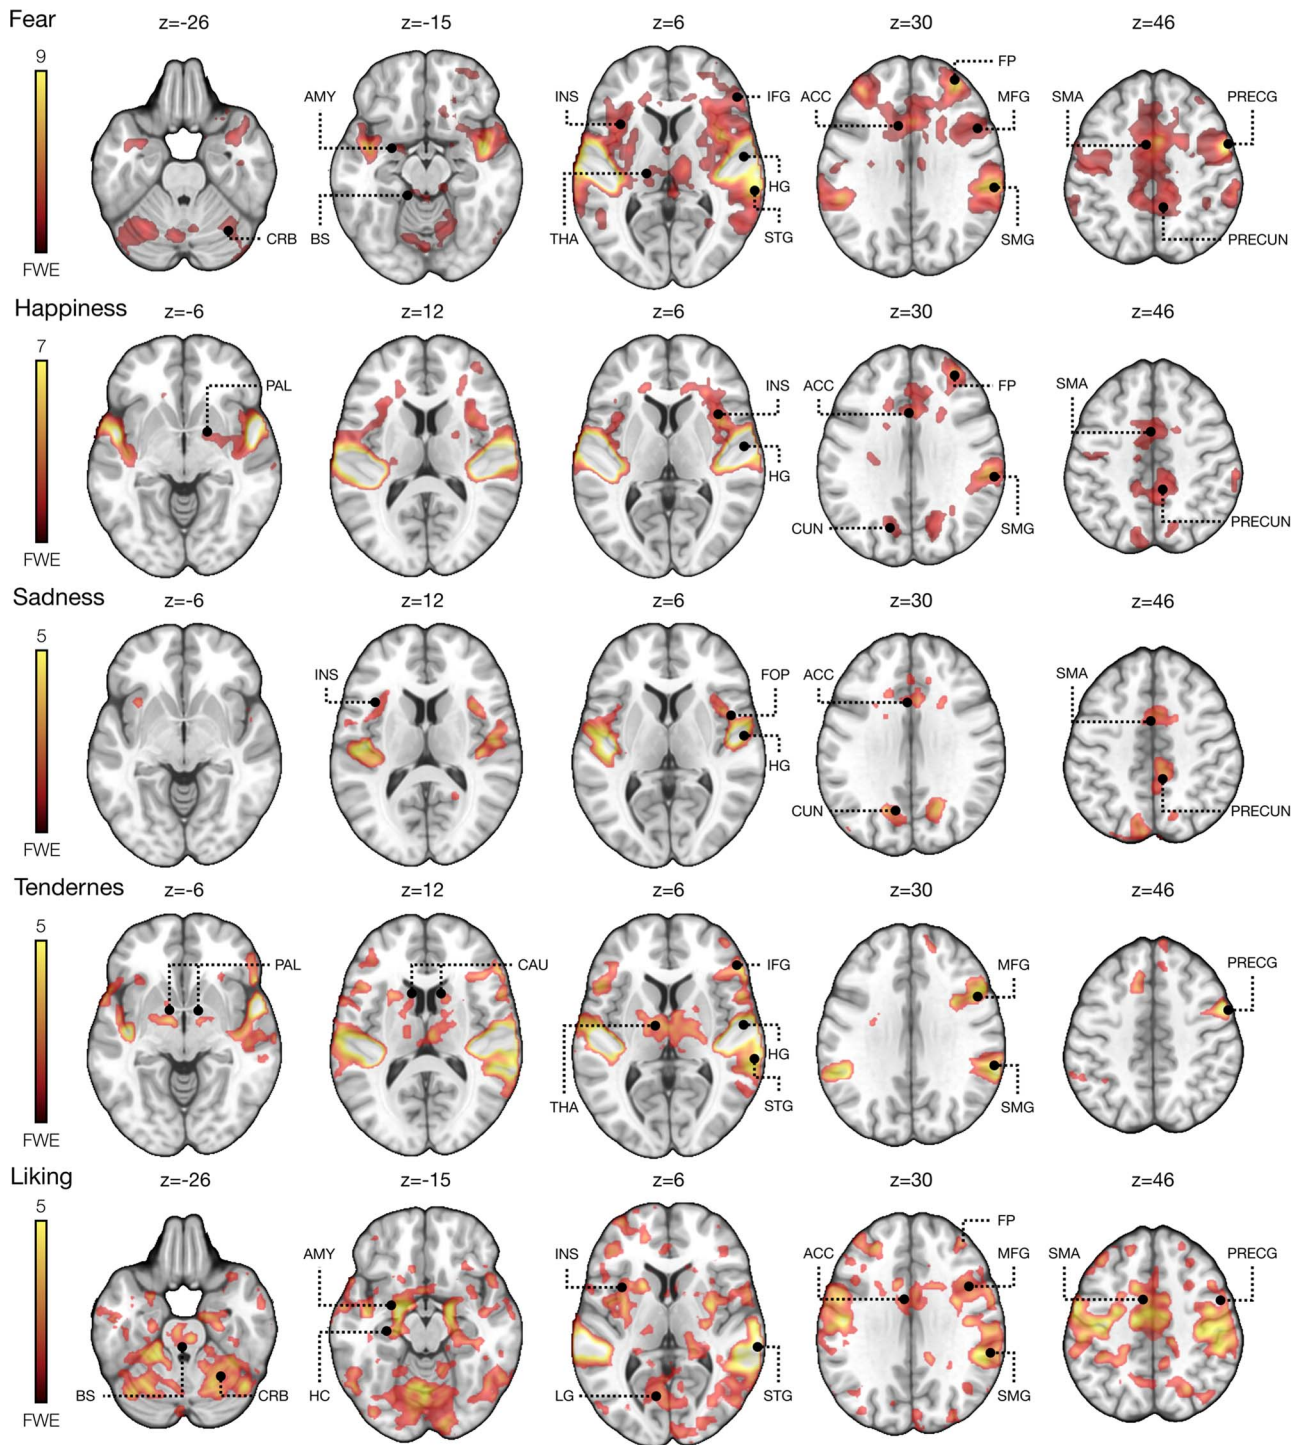 Fear
z=-26 z=-15 z=6 z=30 z=46
9
FP
AMY INS IFG ACC MFG SMA PRECG
HG
CRB BS THA STG SMG PRECUN
FWE
Happiness
z=-6 z=12 z=6 z=30 z=46
7
PAL INS ACC FP SMA
HG
CUN SMG PRECUN
FWE
Sadness
z=-6 z=12 z=6 z=30 z=46
5
INS FOP ACC SMA
HG
CUN PRECUN
FWE
Tendernes
z=-6 z=12 z=6 z=30 z=46
5
PAL CAU IFG MFG PRECG
HG
THA STG SMG
FWE
Liking
z=-26 z=-15 z=6 z=30 z=46
5
FP
AMY INS ACC MFG SMA PRECG
BS CRB HC LG STG SMG
FWE